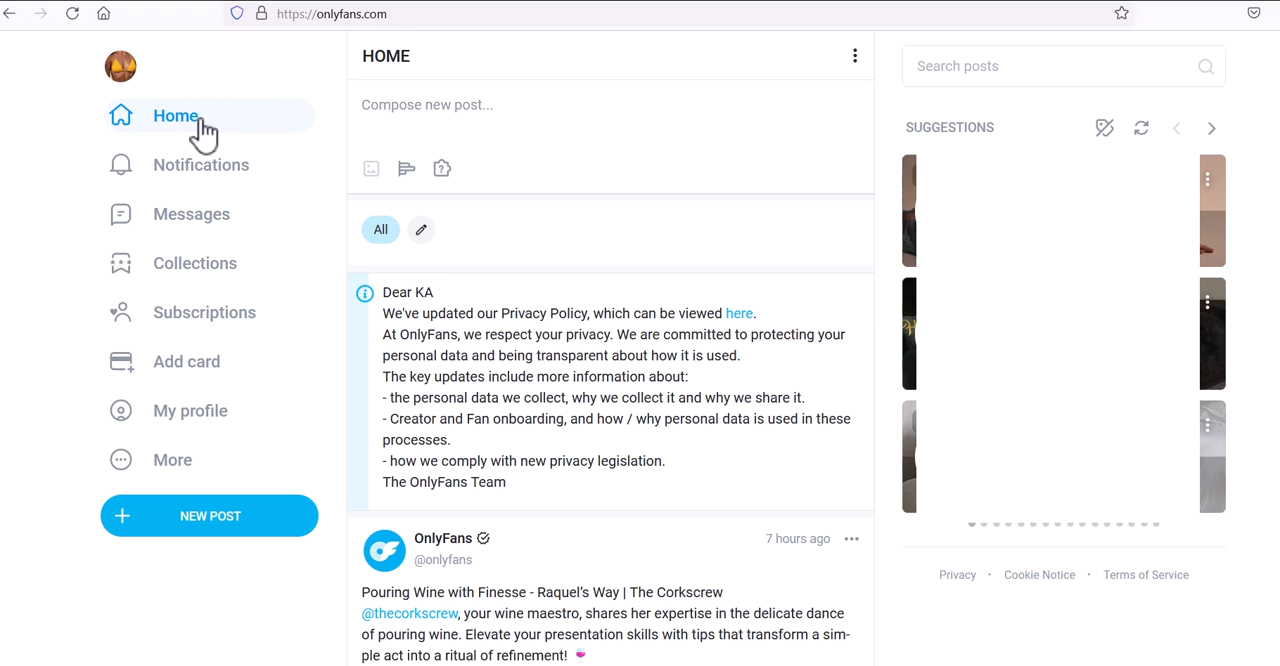 https://onlyfans.com
Home
Notifications
Messages
Collections
Subscriptions
Add card
My profile
More
NEW POST
HOME
Compose new post...
All
Dear KA
We've updated our Privacy Policy, which can be viewed here.
At OnlyFans, we respect your privacy. We are committed to protecting your
personal data and being transparent about how it is used.
The key updates include more information about:
- the personal data we collect, why we collect it and why we share it.
- Creator and Fan onboarding, and how / why personal data is used in these
processes.
- how we comply with new privacy legislation.
The OnlyFans Team
OnlyFans
7 hours ago
@onlyfans
Pouring Wine with Finesse - Raquel's Way | The Corkscrew
@thecorkscrew, your wine maestro, shares her expertise in the delicate dance
of pouring wine. Elevate your presentation skills with tips that transform a sim-
ple act into a ritual of refinement! 🍷
Search posts
SUGGESTIONS
Privacy · Cookie Notice · Terms of Service